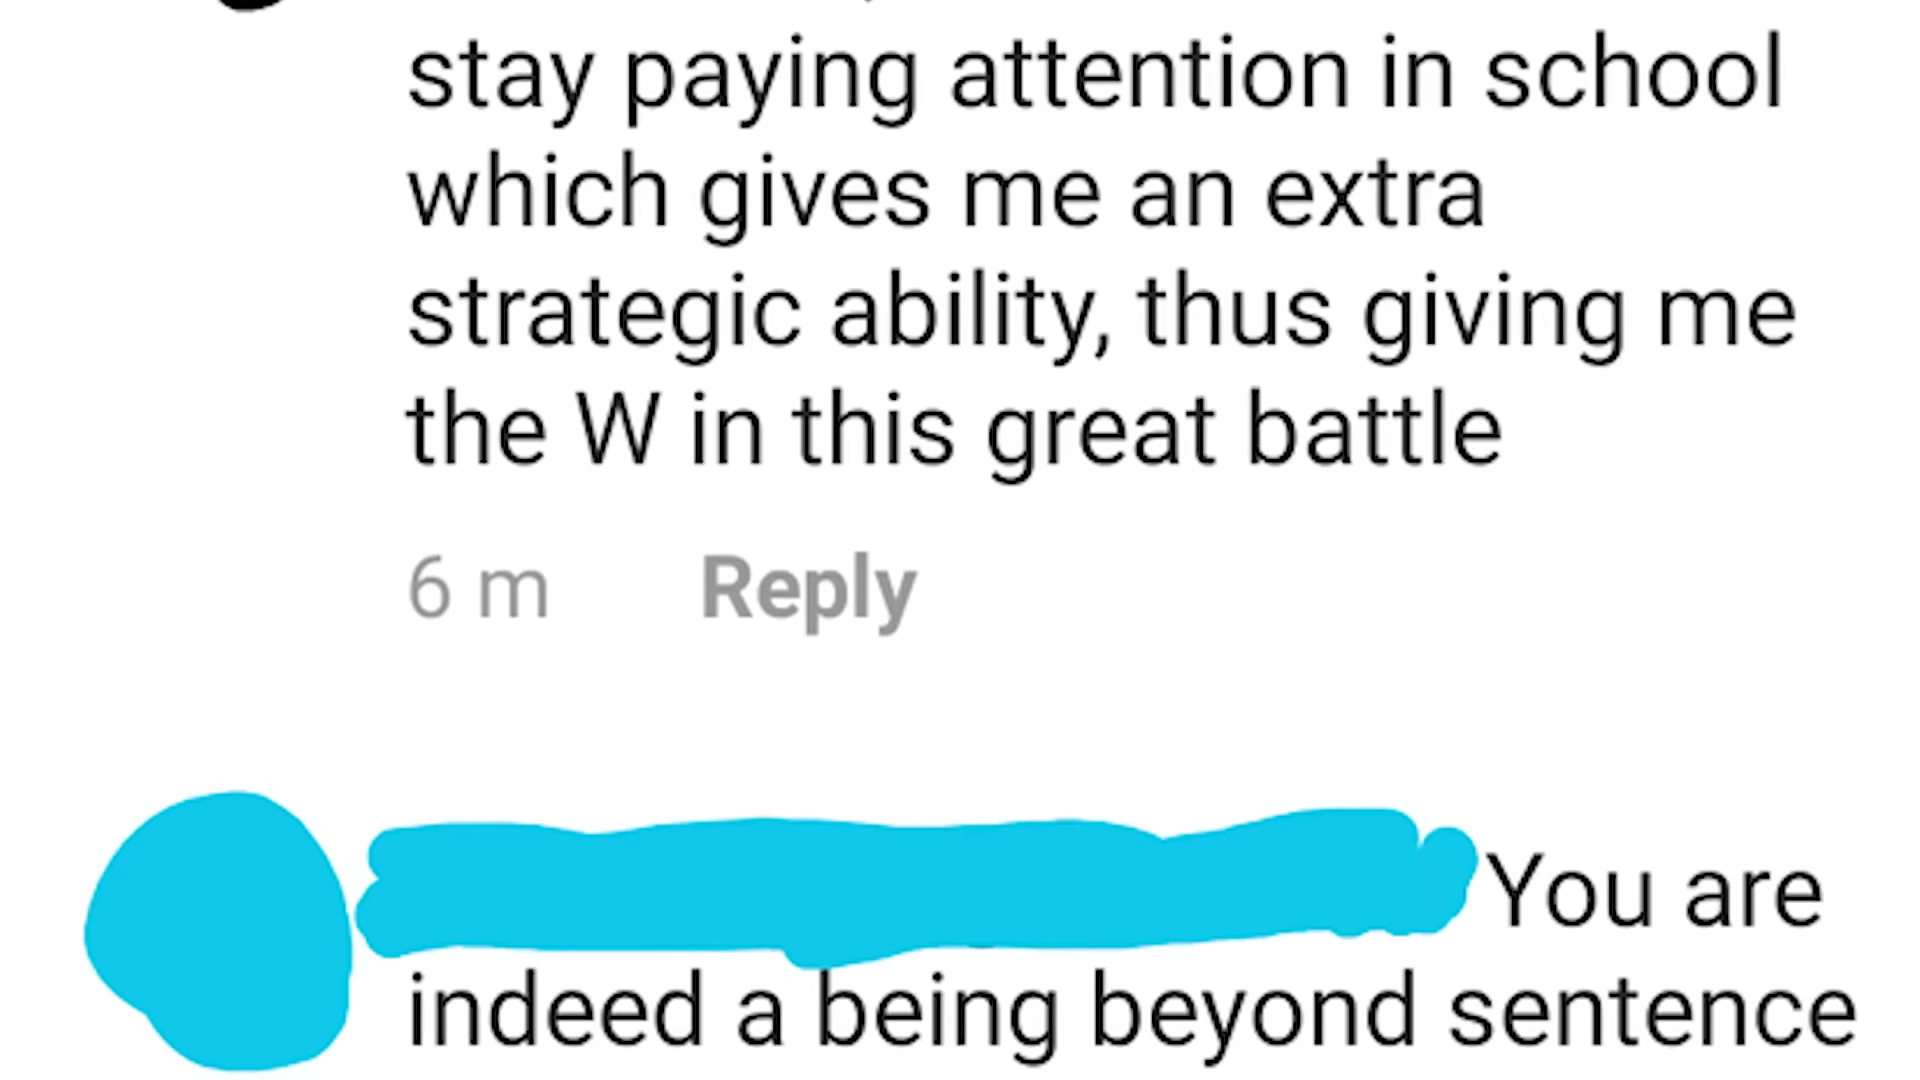 stay paying attention in school
which gives me an extra
strategic ability, thus giving me
the W in this great battle
6 m Reply
You are
indeed a being beyond sentence